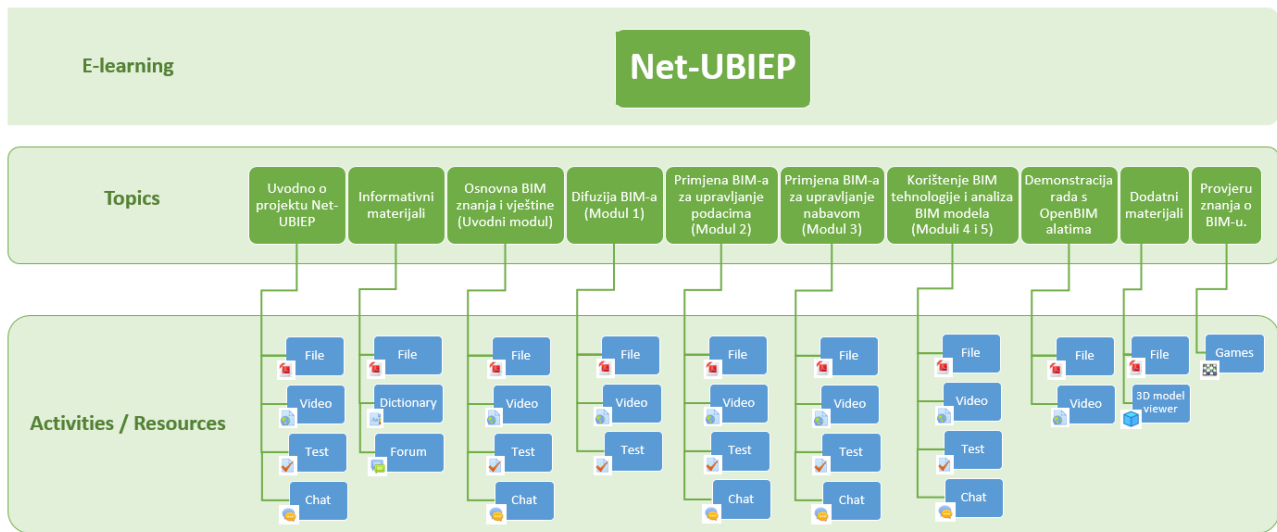 E-learning
Net-UBIEP
Topics
Uvodno o
projektu Net-
UBIEP
Informativni
materijali
Osnovna BIM
znanja i vještine
(Uvodni modul)
Difuzija BIM-a
(Modul 1)
Primjena BIM-a
za upravljanje
podacima
(Modul 2)
Primjena BIM-a
za upravljanje
nabavom
(Modul 3)
Korištenje BIM
tehnologije i analiza
BIM modela
(Moduli 4 i 5)
Demonstracija
rada s
OpenBIM
alatima
Dodatni
materijali
Provjeru
znanja o
BIM-u.
Activities / Resources
File
Video
Test
Chat
File
Dictionary
Forum
File
Video
Test
Chat
File
Video
Test
File
Video
Test
Chat
File
Video
Test
Chat
File
Video
Test
Chat
File
Video
File
3D model
viewer
Games